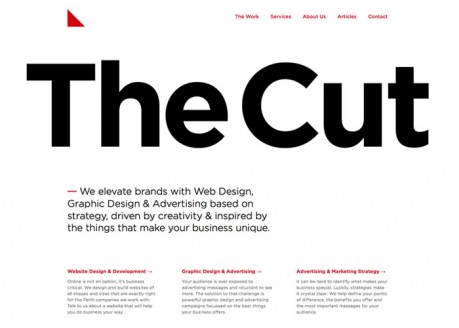 The Work Services About Us Articles Contact
The Cut
— We elevate brands with Web Design,
Graphic Design & Advertising based on
strategy, driven by creativity & inspired by
the things that make your business unique.
Website Design & Development →
Online is not an option, it's business
critical. We design and build websites of
all shapes and sizes that are exactly right
for the Perth companies we work with.
Talk to us about a website that will help
you do business your way
Graphic Design & Advertising →
Your audience is over exposed to
advertising messages and reluctant to see
more. The solution to that challenge is
powerful graphic design and advertising
campaigns focussed on the best things
your business offers.
Advertising & Marketing Strategy →
It can be hard to identify what makes your
business special. Luckily, strategies make
it crystal clear. We help define your points
of difference, the benefits you offer and
the most important messages for your
audience.